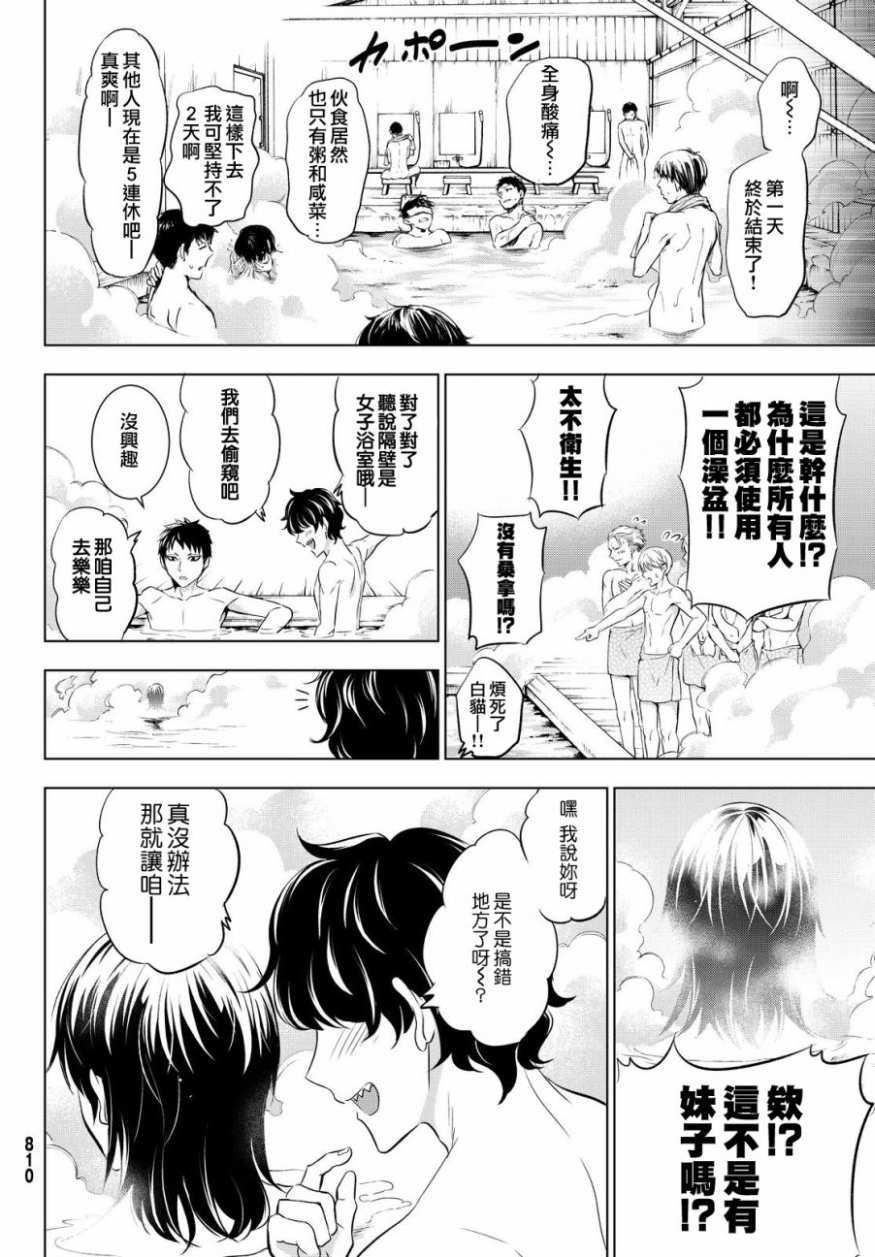 カポーン
啊~…
第一天
終於結束了！
全身酸痛~…
伙食居然
也只有粥和咸菜…
這樣下去
我可堅持不了
2天啊
其他人現在是5連休吧—
真爽啊—
這是幹什麼!?
為什麼所有人
都必須使用
一個澡盆!!
太不衛生!!
沒有桑拿嗎!?
煩死了
白貓—!!
對了對了
聽說隔壁是
女子浴室哦—
我們去偷窺吧
沒興趣
那咱自己
去樂樂
欸!?
這不是有
妹子嗎!?
嘿 我說妳呀
是不是搞錯
地方了呀~?
真沒辦法
那就讓咱—
810